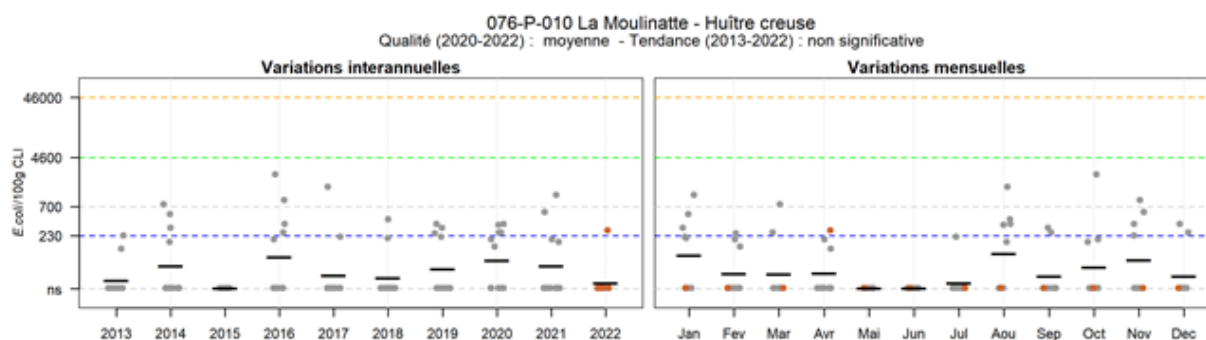 076-P-010 La Moulinatte - Huître creuse
Qualité (2020-2022) : moyenne - Tendance (2013-2022) : non significative
Variations interannuelles
Variations mensuelles
E.coli/100g CLI
46000
4600
700
230
ns
2013 2014 2015 2016 2017 2018 2019 2020 2021 2022
Jan Fev Mar Avr Mai Jun Jul Aou Sep Oct Nov Dec